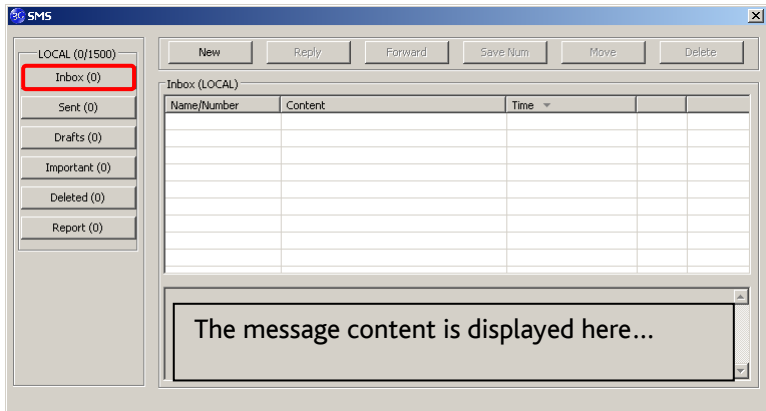 SMS
LOCAL (0/1500)
Inbox (0)
Sent (0)
Drafts (0)
Important (0)
Deleted (0)
Report (0)
New Reply Forward Save Num Move Delete
Inbox (LOCAL)
Name/Number Content Time
The message content is displayed here...